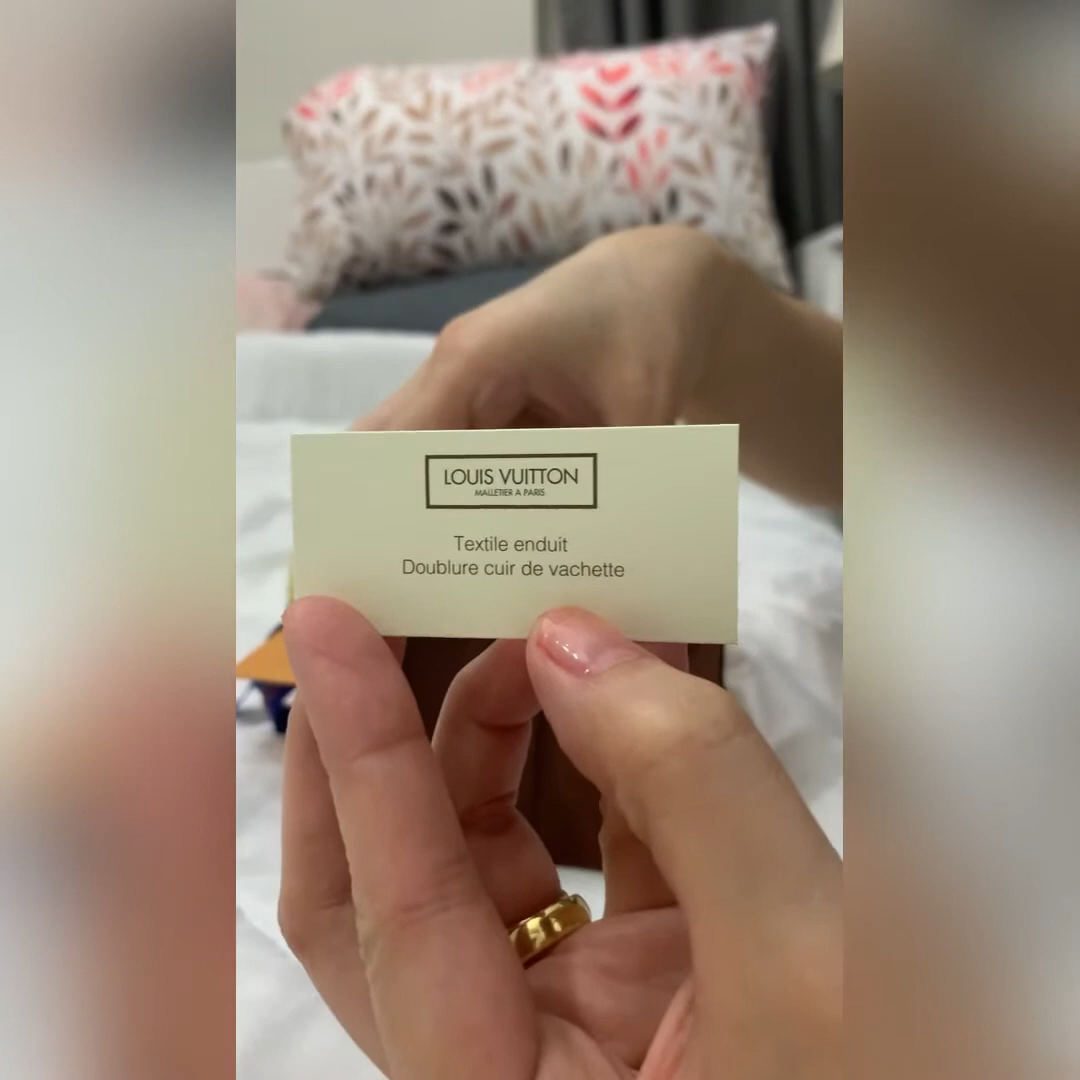 LOUIS VUITTON
MALLETIER A PARIS
Textile enduit
Doublure cuir de vachette